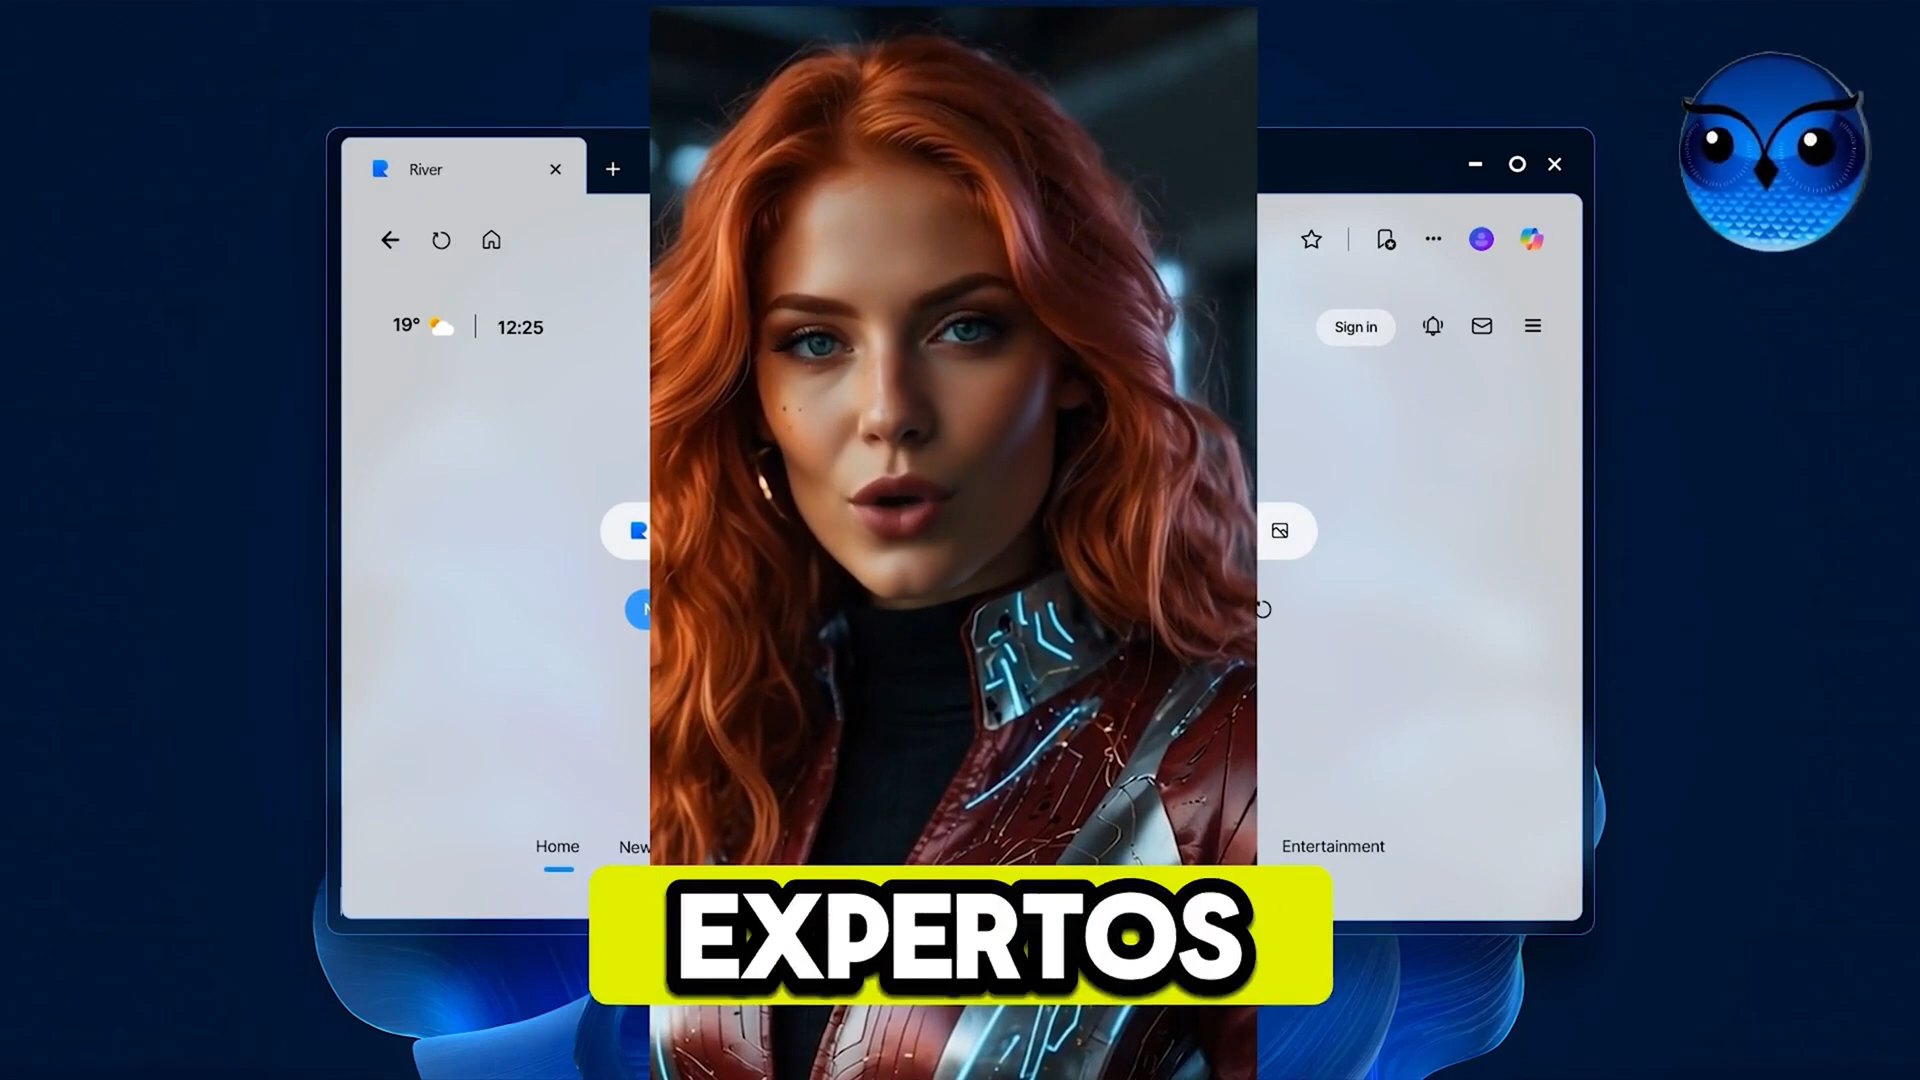 River
19°
12:25
Sign in
Home
New
Entertainment
EXPERTOS